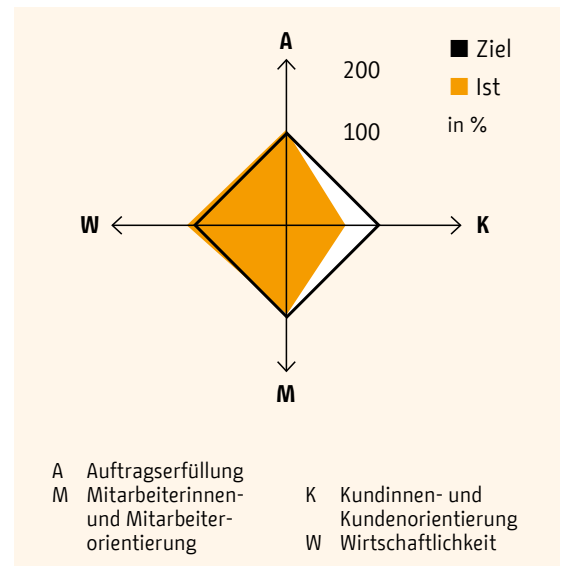 A
200
100
Ziel
Ist
in %
W
K
M
A Auftragserfüllung
M Mitarbeiterinnen-
und Mitarbeiter-
orientierung
K Kundinnen- und
Kundenorientierung
W Wirtschaftlichkeit